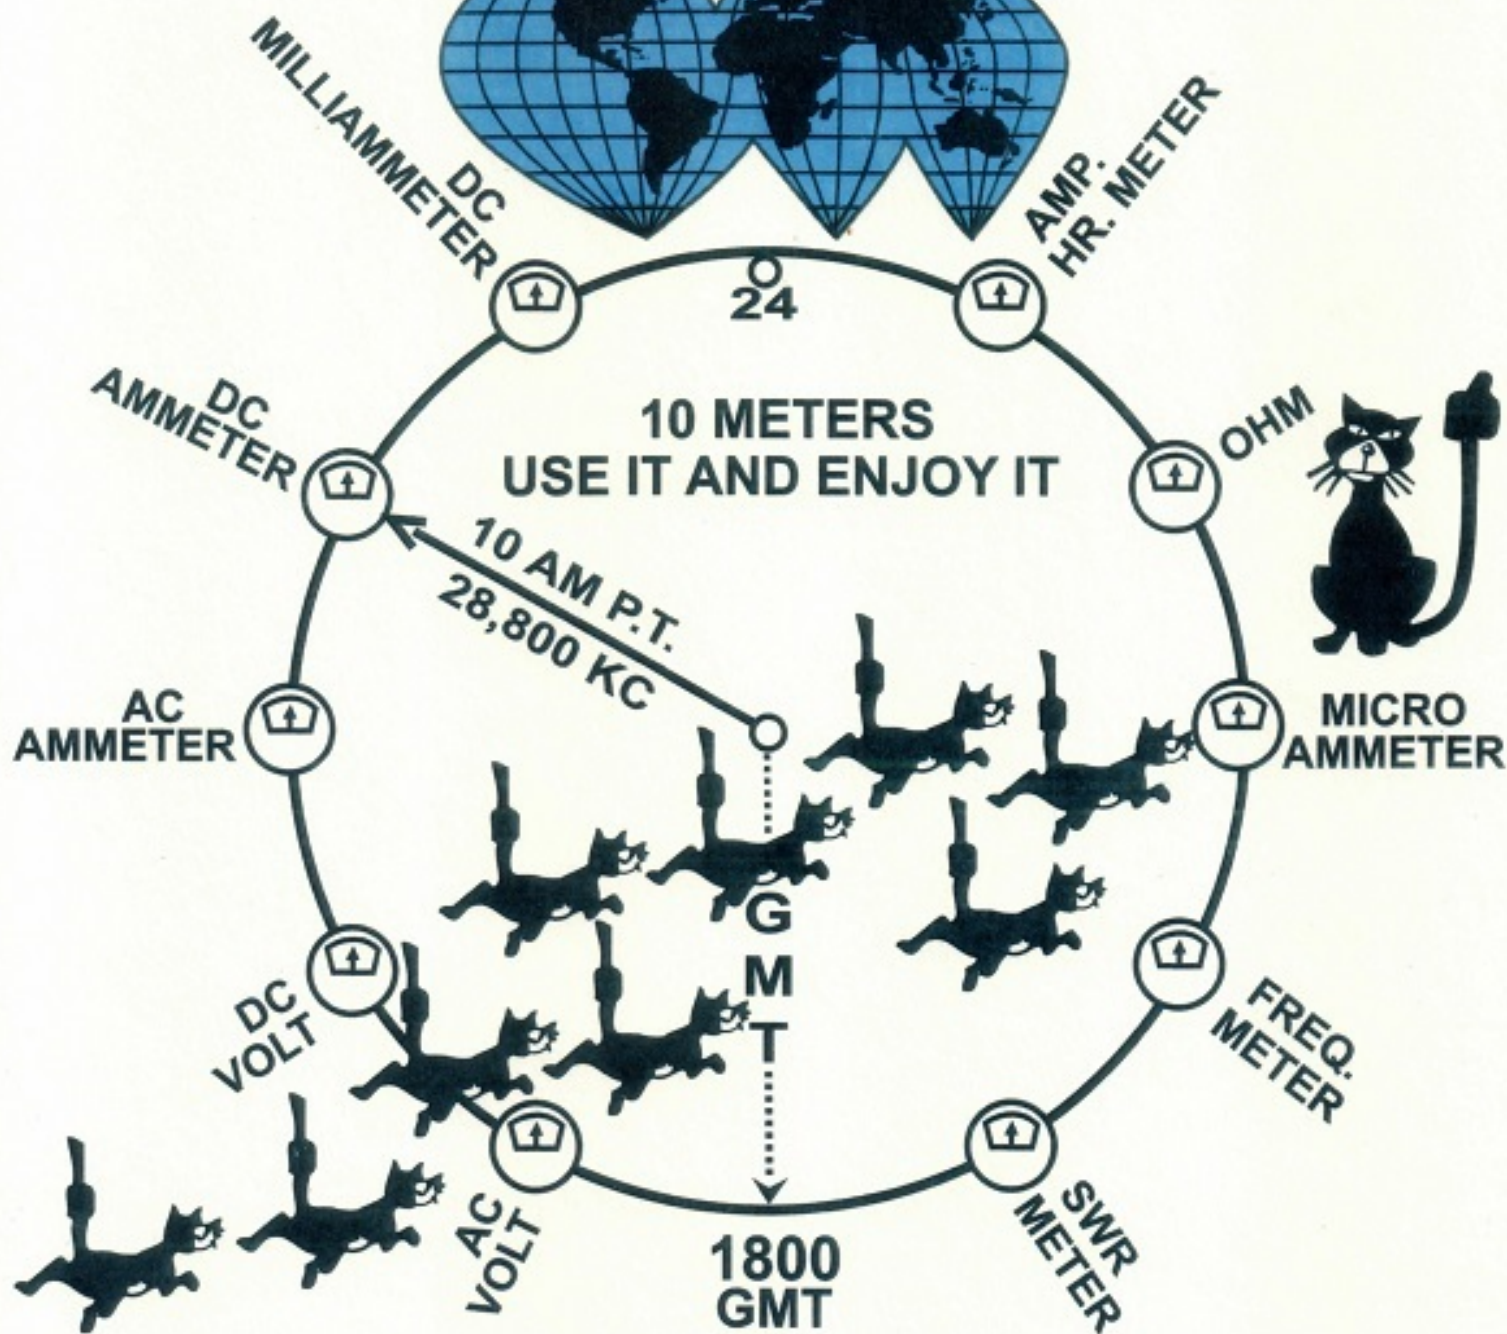 DC
MILLIAMMETER
AMP.
HR. METER
24
DC
AMMETER
10 METERS
USE IT AND ENJOY IT
OHM
10 AM P.T.
28,800 KC
AC
AMMETER
MICRO
AMMETER
G
M
T
DC
VOLT
FREQ.
METER
AC
VOLT
SWR
METER
1800
GMT